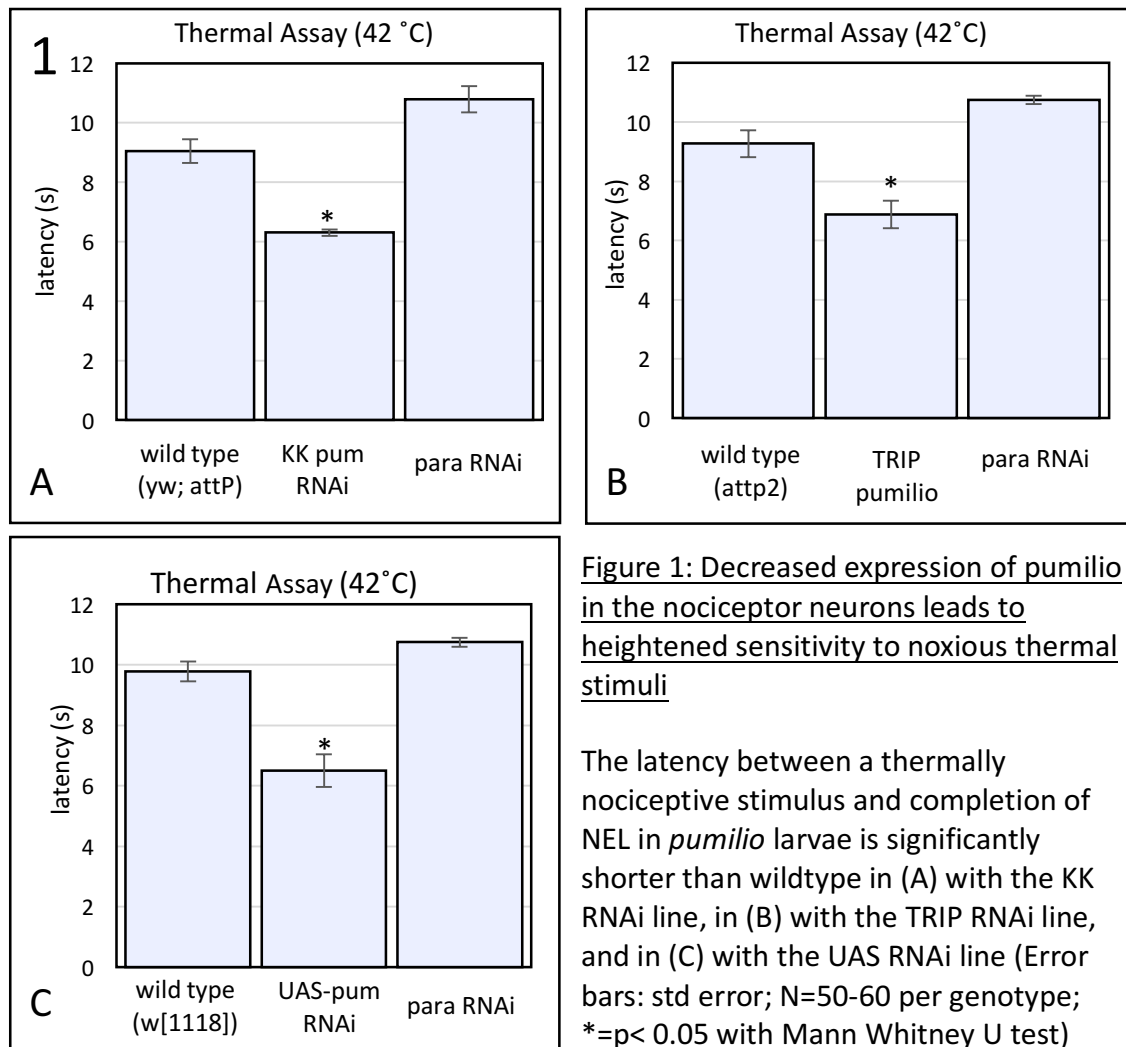 1
Thermal Assay (42 ˚C)
12
10
8
6
4
2
0
latency (s)
*
wild type
(yw; attP)
KK pum
RNAi
para RNAi
A
Thermal Assay (42˚C)
12
10
8
6
4
2
0
latency (s)
*
wild type
(attp2)
TRIP
pumilio
para RNAi
B
Thermal Assay (42˚C)
12
10
8
6
4
2
0
latency (s)
*
wild type
(w[1118])
UAS-pum
RNAi
para RNAi
C
Figure 1: Decreased expression of pumilio
in the nociceptor neurons leads to
heightened sensitivity to noxious thermal
stimuli
The latency between a thermally
nociceptive stimulus and completion of
NEL in pumilio larvae is significantly
shorter than wildtype in (A) with the KK
RNAi line, in (B) with the TRIP RNAi line,
and in (C) with the UAS RNAi line (Error
bars: std error; N=50-60 per genotype;
*=p< 0.05 with Mann Whitney U test)